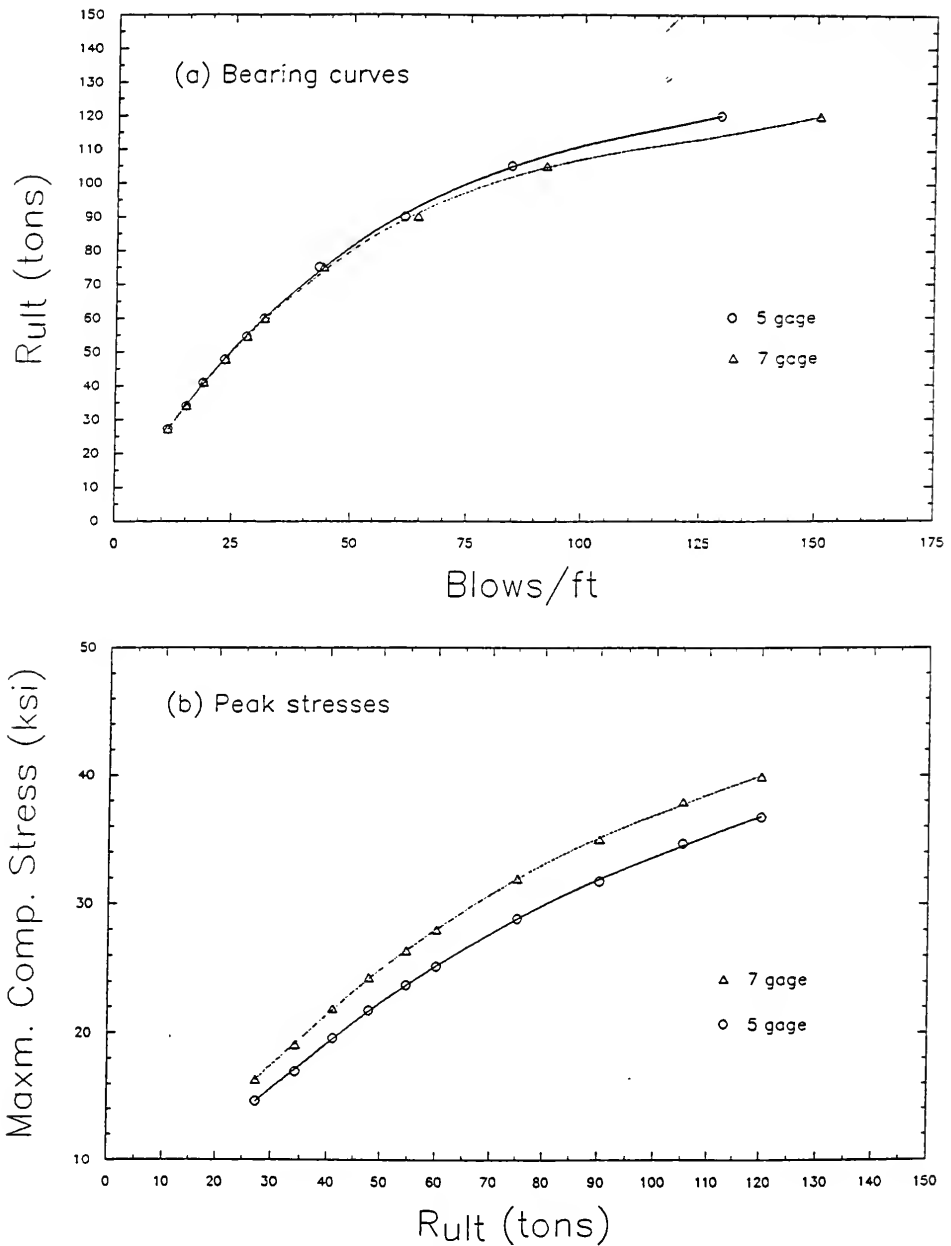 150
140
130
120
110
100
90
80
70
60
50
40
30
20
10
0
Rult (tons)
(a) Bearing curves
5 gcge
7 gcge
0 25 50 75 100 125 150 175
Blows/ft
50
40
30
20
10
Maxm. Comp. Stress (ksi)
(b) Peak stresses
7 gage
5 gage
0 10 20 30 40 50 60 70 80 90 100 110 120 130 140 150
Rult (tons)